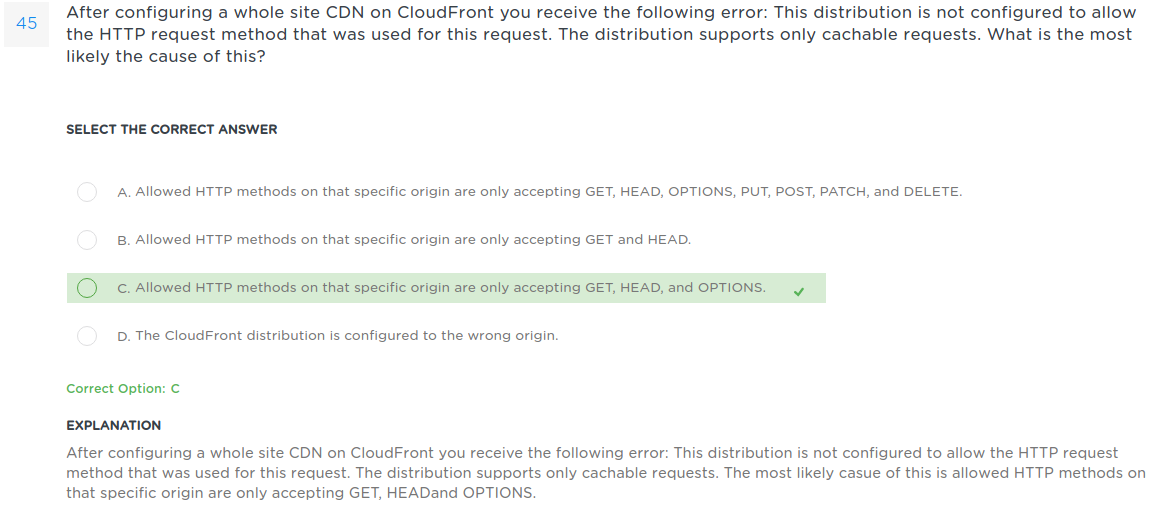 45
After configuring a whole site CDN on CloudFront you receive the following error: This distribution is not configured to allow
the HTTP request method that was used for this request. The distribution supports only cachable requests. What is the most
likely the cause of this?
SELECT THE CORRECT ANSWER
A. Allowed HTTP methods on that specific origin are only accepting GET, HEAD, OPTIONS, PUT, POST, PATCH, and DELETE.
B. Allowed HTTP methods on that specific origin are only accepting GET and HEAD.
C. Allowed HTTP methods on that specific origin are only accepting GET, HEAD, and OPTIONS.
D. The CloudFront distribution is configured to the wrong origin.
Correct Option: C
EXPLANATION
After configuring a whole site CDN on CloudFront you receive the following error: This distribution is not configured to allow the HTTP request
method that was used for this request. The distribution supports only cachable requests. The most likely casue of this is allowed HTTP methods on
that specific origin are only accepting GET, HEADand OPTIONS.